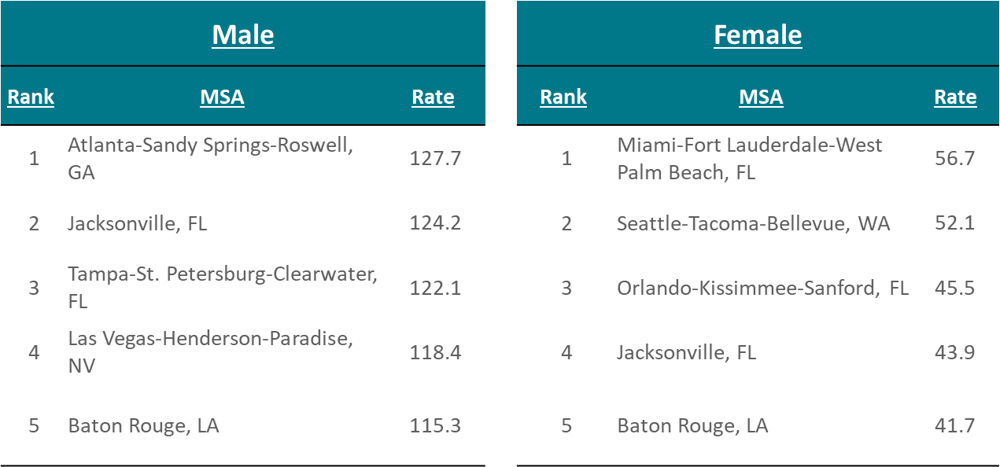 Male
Rank MSA Rate
1 Atlanta-Sandy Springs-Roswell, 127.7
GA
2 Jacksonville, FL 124.2
3 Tampa-St. Petersburg-Clearwater, 122.1
FL
4 Las Vegas-Henderson-Paradise, 118.4
NV
5 Baton Rouge, LA 115.3
Female
Rank MSA Rate
1 Miami-Fort Lauderdale-West 56.7
Palm Beach, FL
2 Seattle-Tacoma-Bellevue, WA 52.1
3 Orlando-Kissimmee-Sanford, FL 45.5
4 Jacksonville, FL 43.9
5 Baton Rouge, LA 41.7